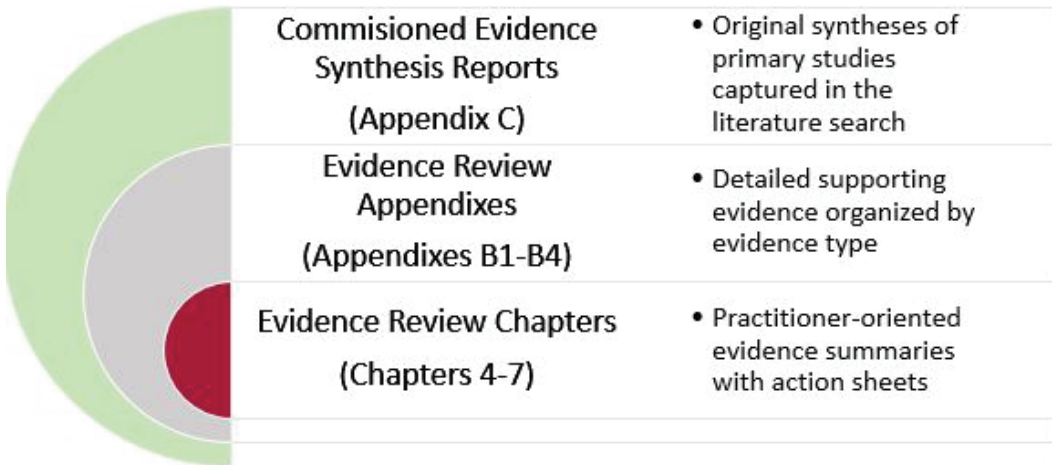 Commisioned Evidence
Synthesis Reports
(Appendix C)
• Original syntheses of
primary studies
captured in the
literature search
Evidence Review
Appendixes
(Appendixes B1-B4)
• Detailed supporting
evidence organized by
evidence type
Evidence Review Chapters
(Chapters 4-7)
• Practitioner-oriented
evidence summaries
with action sheets